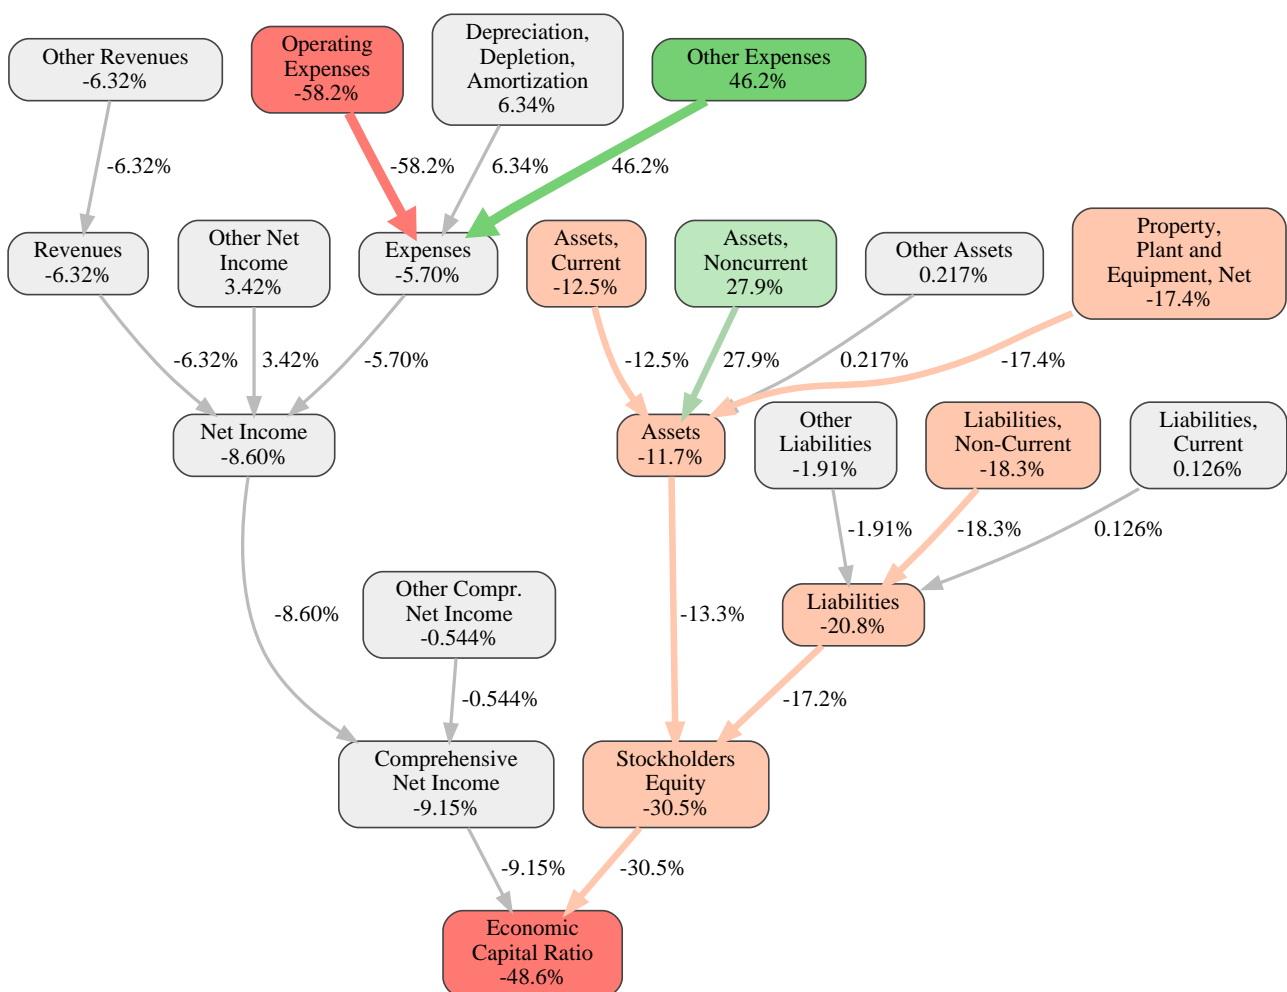 Other Revenues
-6.32%
Operating
Expenses
-58.2%
Depreciation,
Depletion,
Amortization
6.34%
Other Expenses
46.2%
-6.32%
-58.2%
6.34%
46.2%
Revenues
-6.32%
Other Net
Income
3.42%
Expenses
-5.70%
Assets,
Current
-12.5%
Assets,
Noncurrent
27.9%
Other Assets
0.217%
Property,
Plant and
Equipment, Net
-17.4%
-6.32%
3.42%
-5.70%
-12.5%
27.9%
0.217%
-17.4%
Net Income
-8.60%
Assets
-11.7%
Other
Liabilities
-1.91%
Liabilities,
Non-Current
-18.3%
Liabilities,
Current
0.126%
-1.91%
-18.3%
0.126%
Other Compr.
Net Income
-0.544%
Liabilities
-20.8%
-8.60%
-13.3%
-0.544%
-17.2%
Comprehensive
Net Income
-9.15%
Stockholders
Equity
-30.5%
-9.15%
-30.5%
Economic
Capital Ratio
-48.6%